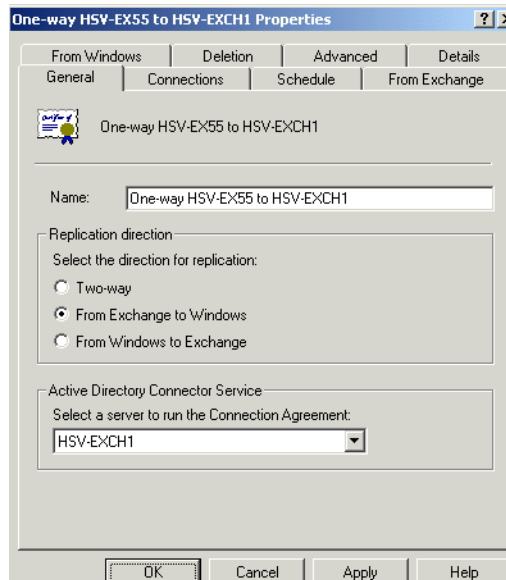 One-way HSV-EX55 to HSV-EXCH1 Properties
From Windows Deletion Advanced Details
General Connections Schedule From Exchange
One-way HSV-EX55 to HSV-EXCH1
Name: One-way HSV-EX55 to HSV-EXCH1
Replication direction
Select the direction for replication:
Two-way
From Exchange to Windows
From Windows to Exchange
Active Directory Connector Service
Select a server to run the Connection Agreement:
HSV-EXCH1
OK Cancel Apply Help